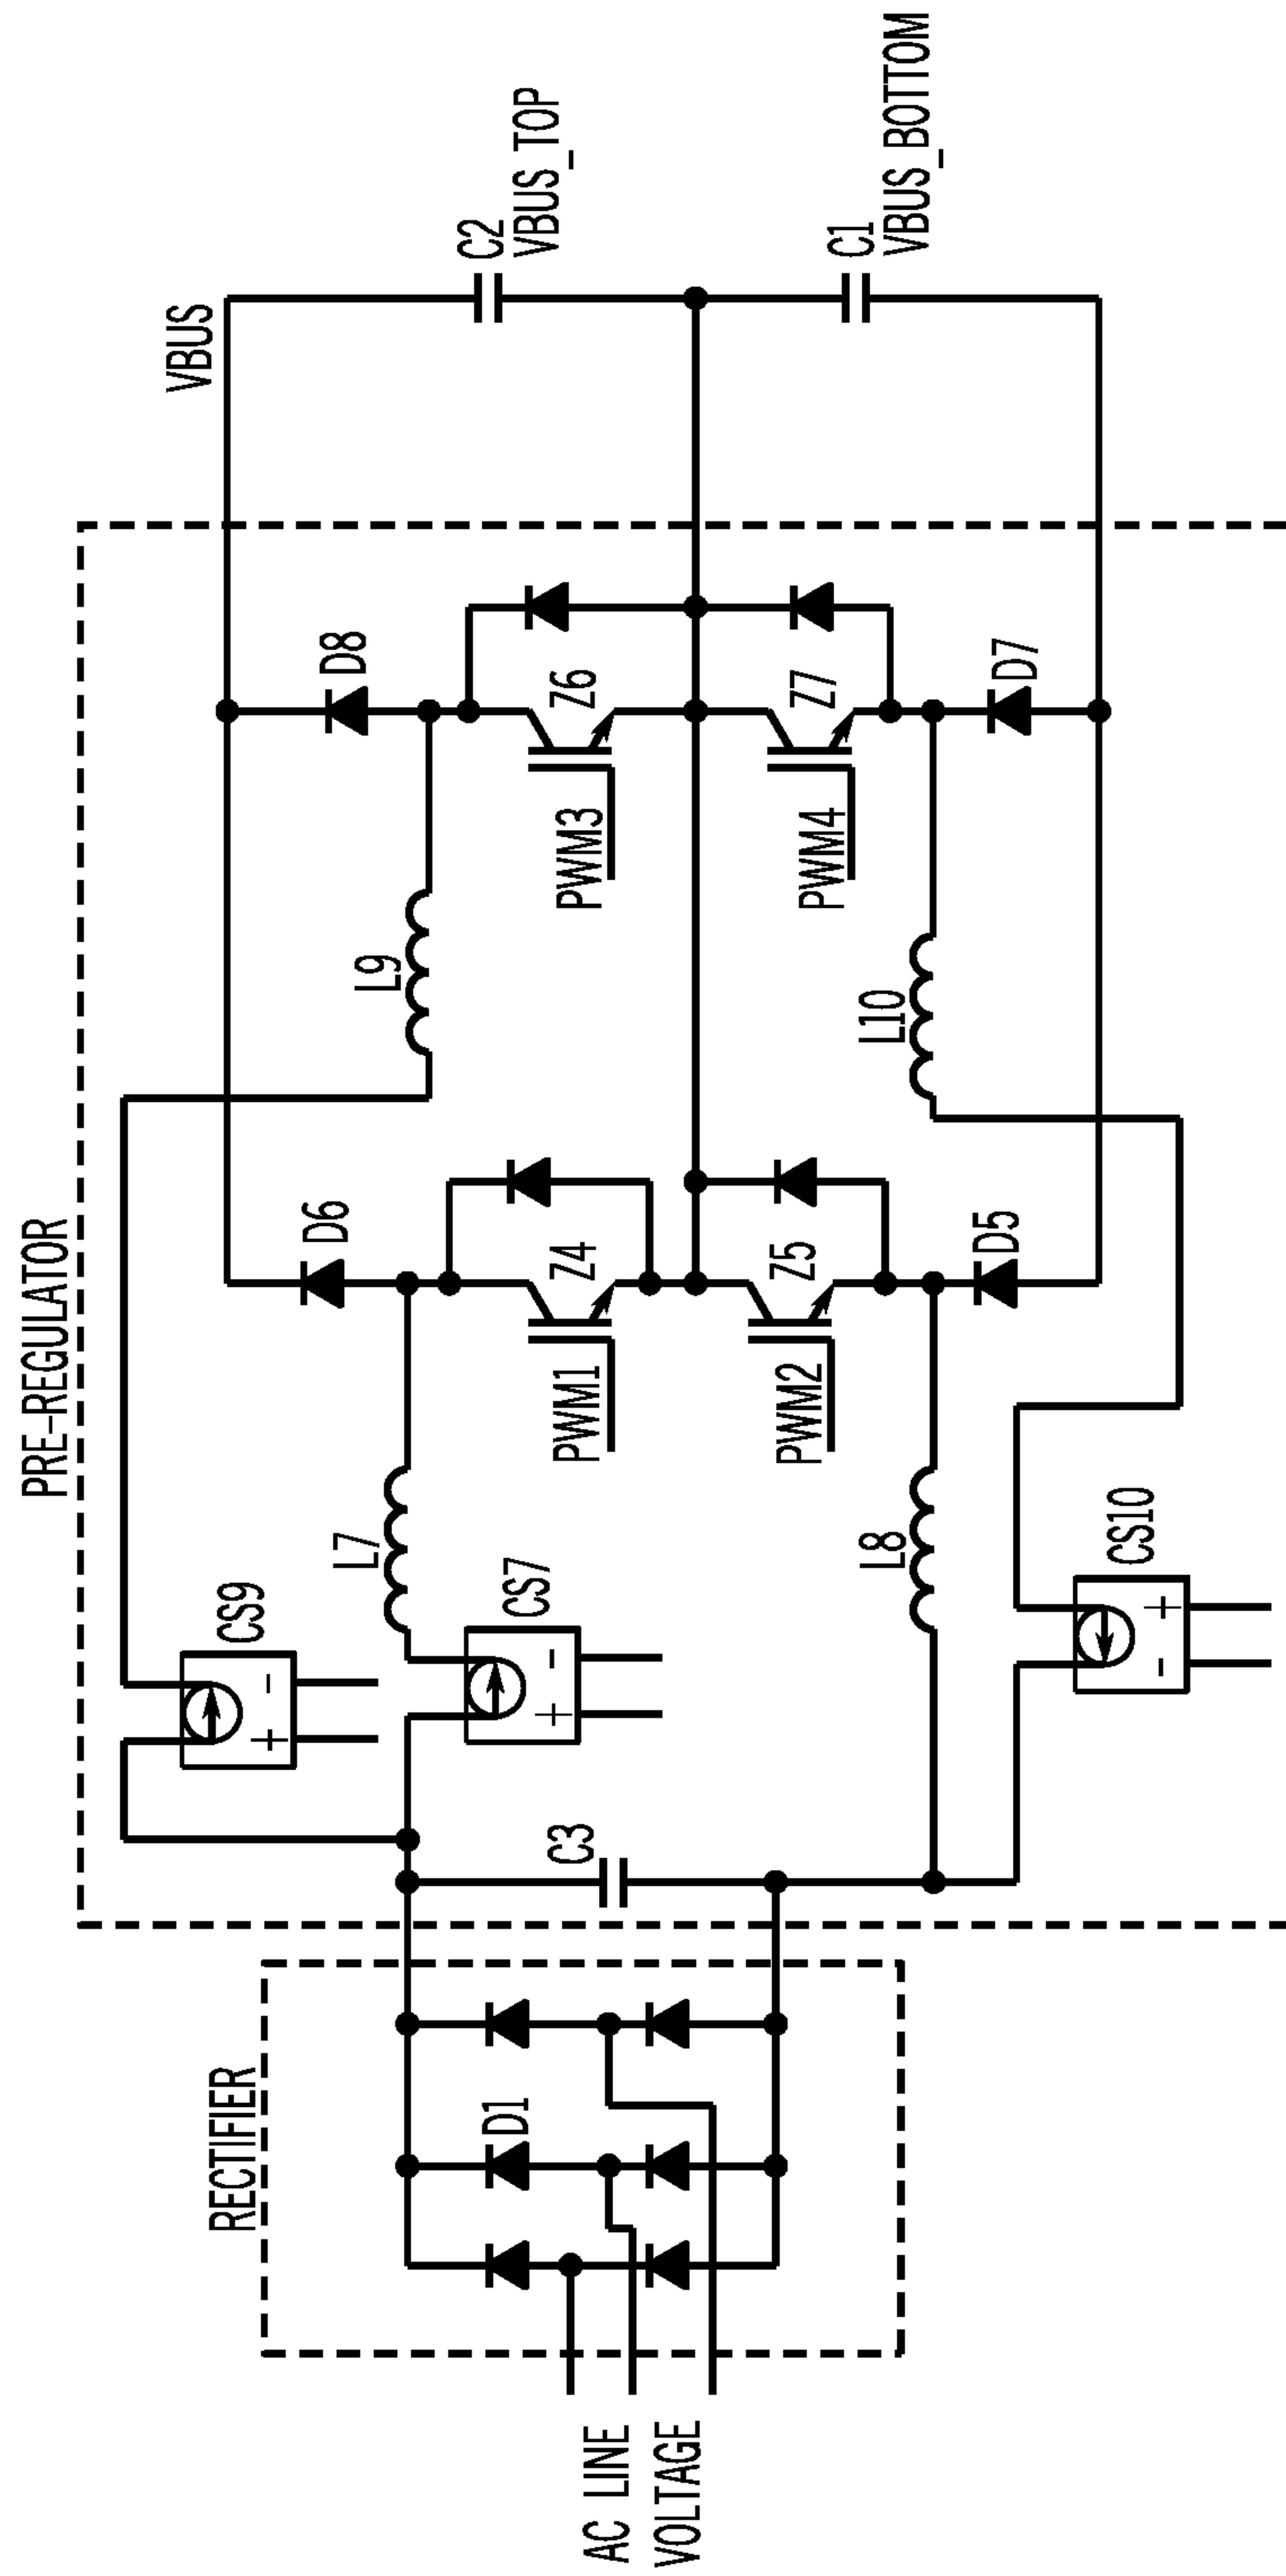 PRE-REGULATOR
RECTIFIER
AC LINE
VOLTAGE
D1
C3
CS9
CS7
CS10
L7
L8
L9
L10
D6
D5
D8
D7
Z4
Z5
Z6
Z7
PWM1
PWM2
PWM3
PWM4
+ -
+ -
- +
VBUS
C2
VBUS_TOP
C1
VBUS_BOTTOM